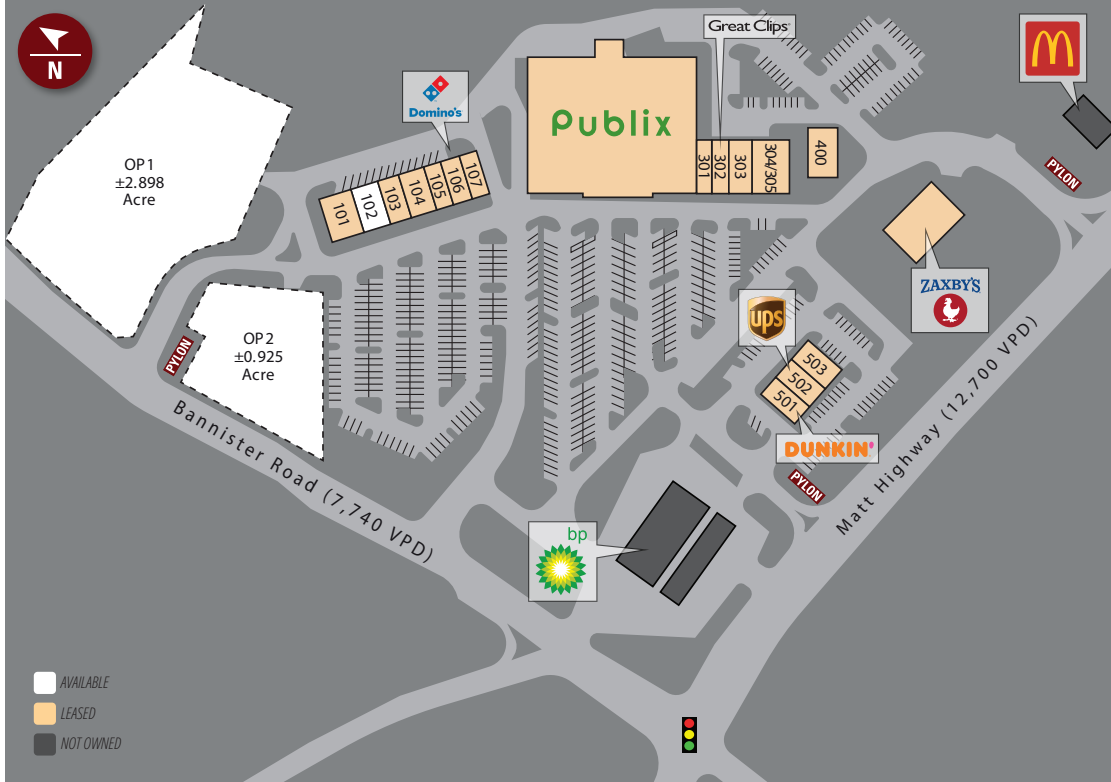 N
OP1
±2.898
Acre
Domino's
Publix
Great Clips
101
102
103
104
105
106
107
301
302
303
304/305
400
PYLON
ZAXBY'S
OP2
±0.925
Acre
PYLON
ups
503
502
501
DUNKIN'
PYLON
Bannister Road (7,740 VPD)
Matt Highway (12,700 VPD)
bp
AVAILABLE
LEASED
NOT OWNED